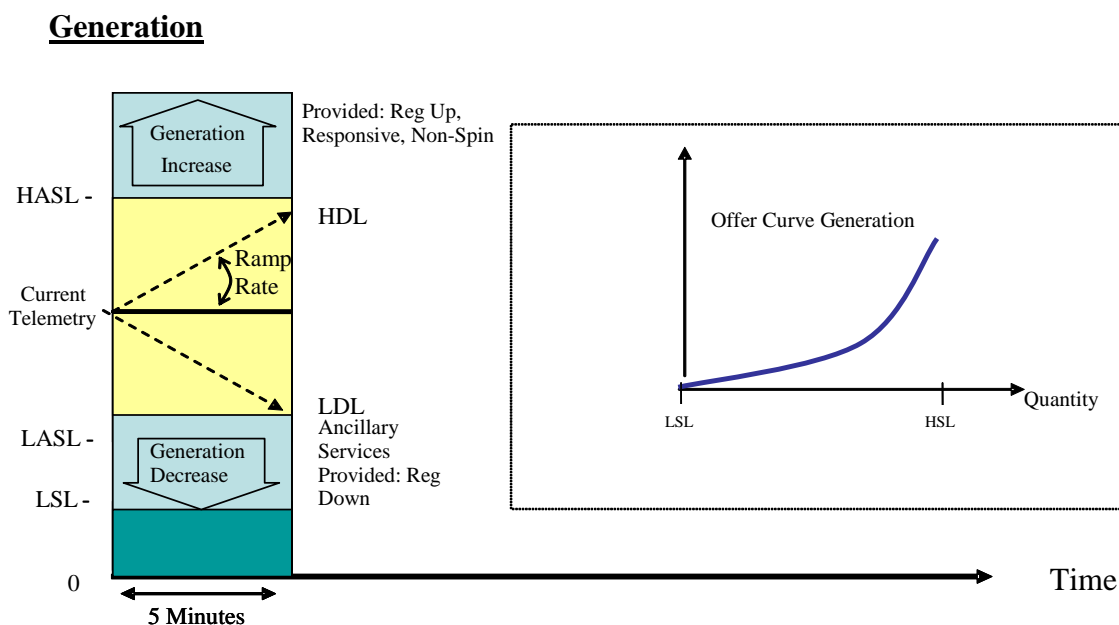 Generation
Provided: Reg Up,
Responsive, Non-Spin
Generation
Increase
HASL -
HDL
Ramp
Rate
Current
Telemetry
LDL
Ancillary
Services
Provided: Reg
Down
LASL -
Generation
Decrease
LSL -
0
5 Minutes
Time
Offer Curve Generation
Quantity
LSL
HSL